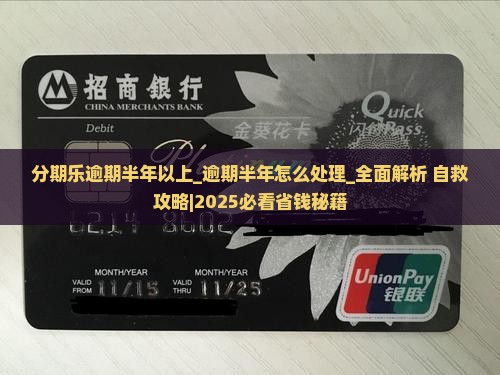 招商银行
CHINA MERCHANTS BANK
Debit
Quick
Pass
金葵花卡
分期乐逾期半年以上_逾期半年怎么处理_全面解析 自救
攻略|2025必看省钱秘籍
MONTH/YEAR MONTH/YEAR
VALID FROM 11/15 VALID THRU 11/25
UnionPay
银联